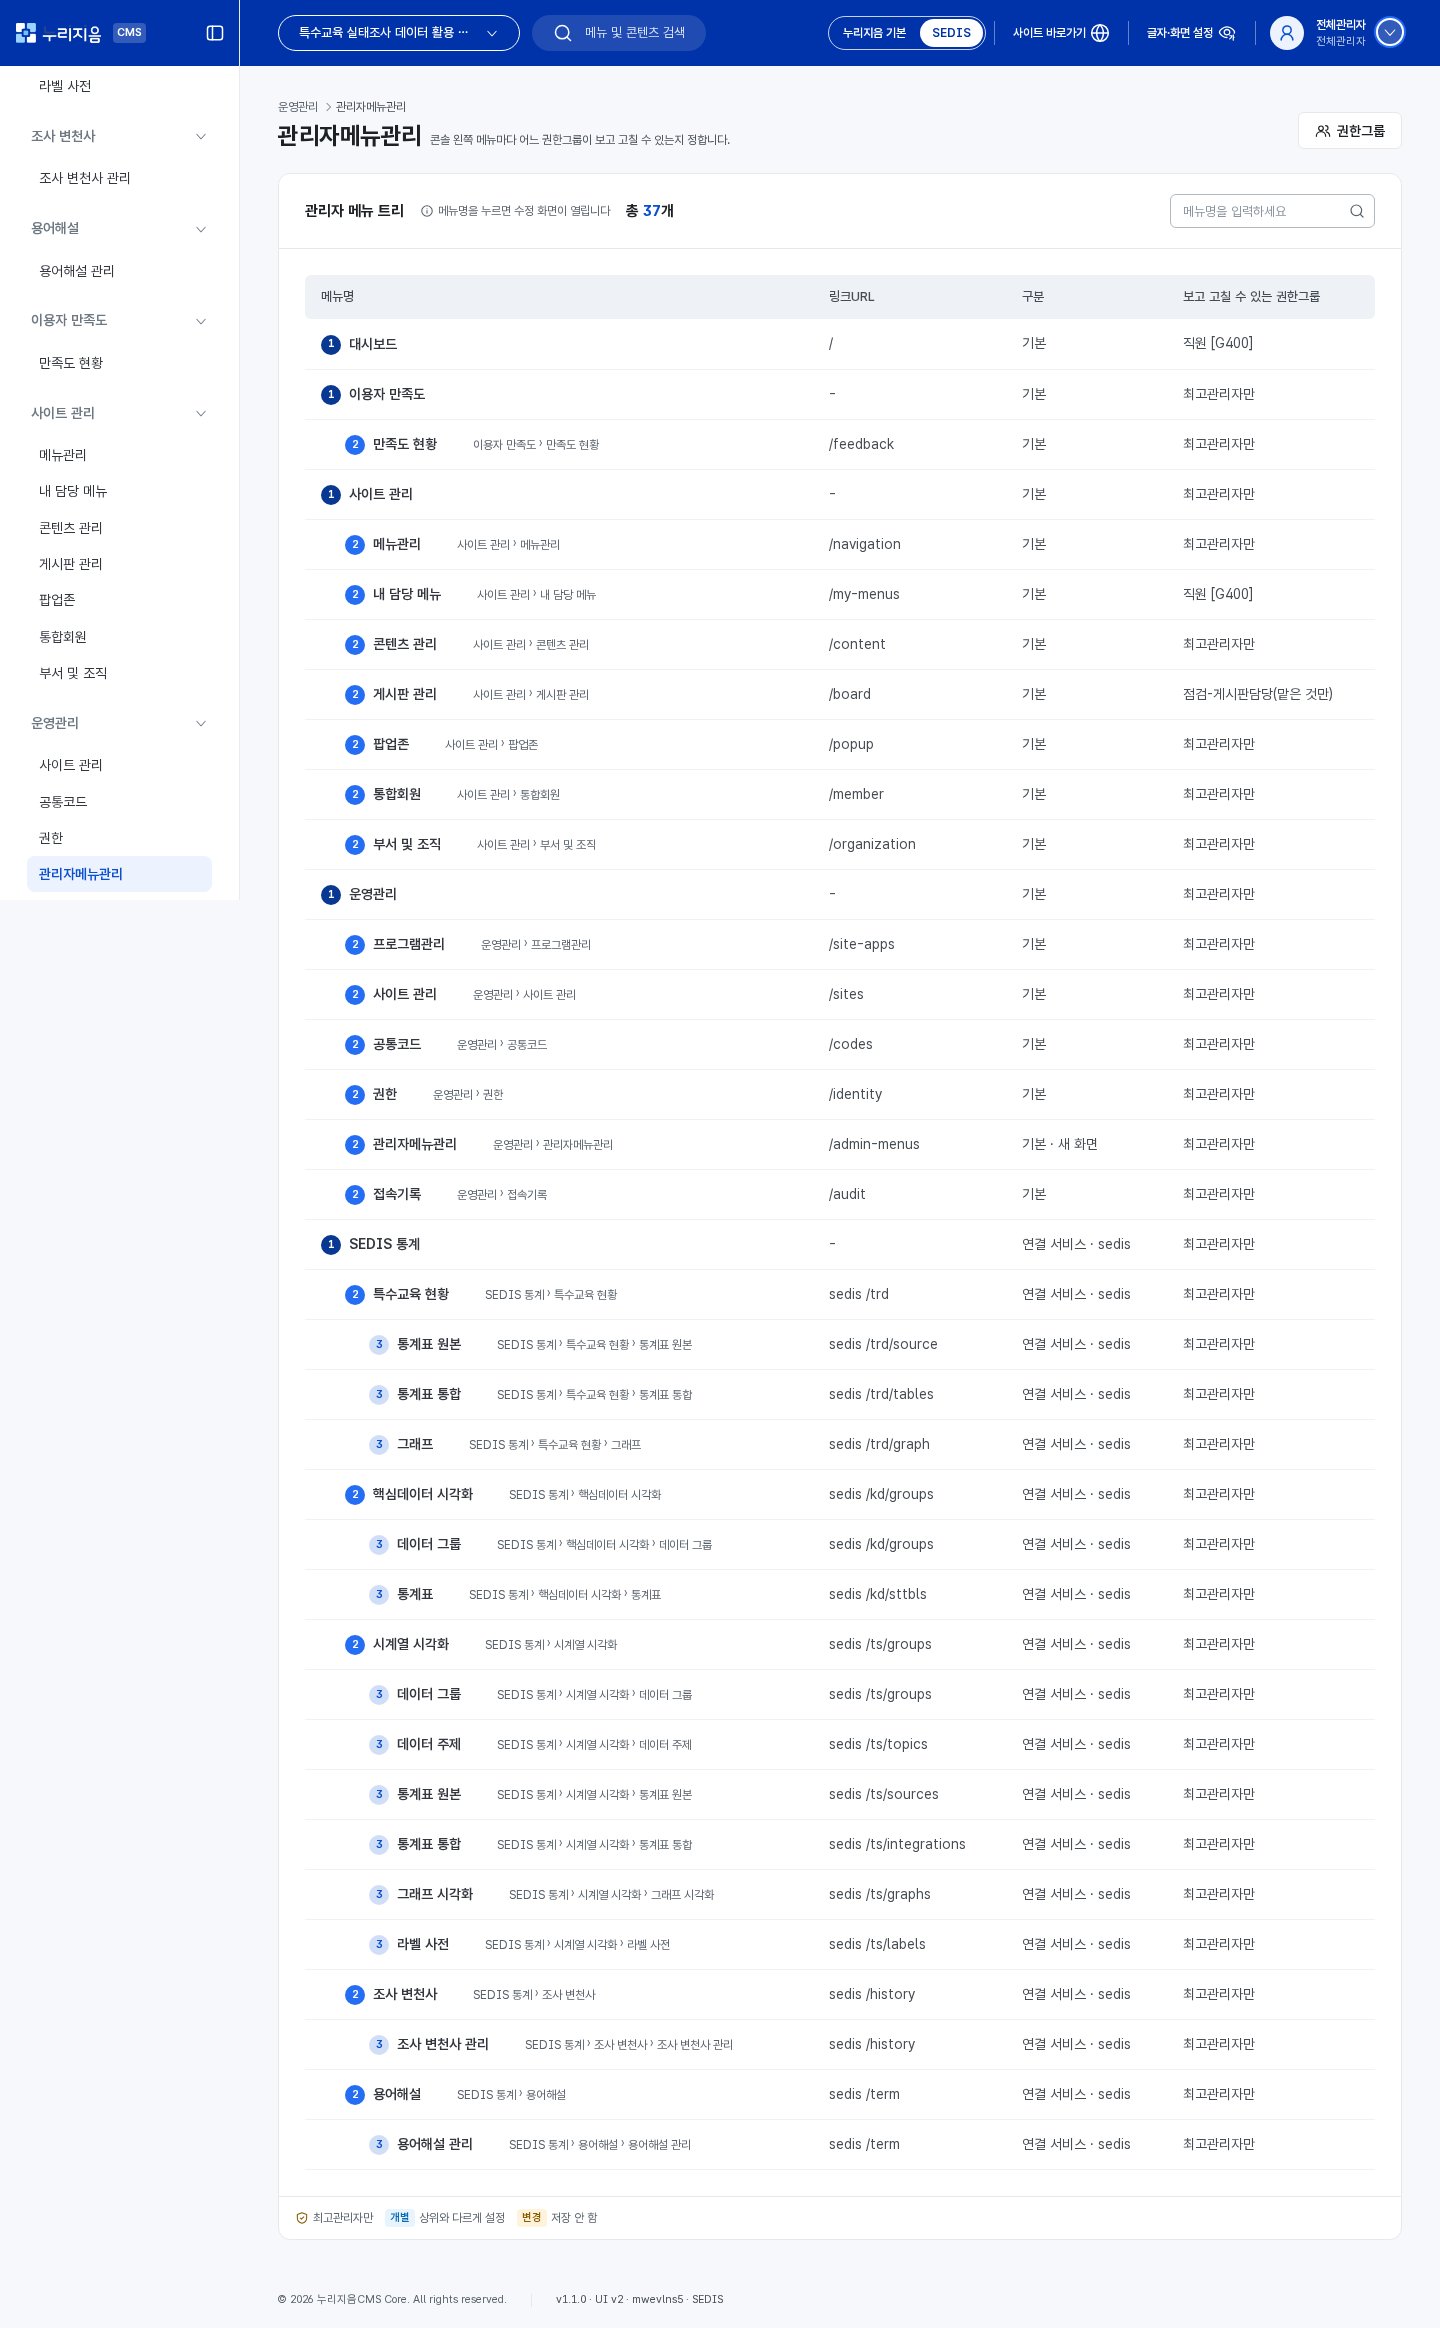 누리지음 CMS
특수교육 실태조사 데이터 활용 ···
메뉴 및 콘텐츠 검색
누리지음 기본 SEDIS
사이트 바로가기
글자·화면 설정
전체관리자
전체관리자
라벨 사전
조사 변천사
조사 변천사 관리
용어해설
용어해설 관리
이용자 만족도
만족도 현황
사이트 관리
메뉴관리
내 담당 메뉴
콘텐츠 관리
게시판 관리
팝업존
통합회원
부서 및 조직
운영관리
사이트 관리
공통코드
권한
관리자메뉴관리
운영관리 > 관리자메뉴관리
관리자메뉴관리 콘솔 왼쪽 메뉴마다 어느 권한그룹이 보고 고칠 수 있는지 정합니다.
권한그룹
관리자 메뉴 트리 메뉴명을 누르면 수정 화면이 열립니다 총 37개
메뉴명을 입력하세요
메뉴명 링크URL 구분 보고 고칠 수 있는 권한그룹
1 대시보드 / 기본 직원 [G400]
1 이용자 만족도 - 기본 최고관리자만
2 만족도 현황 이용자 만족도 › 만족도 현황 /feedback 기본 최고관리자만
1 사이트 관리 - 기본 최고관리자만
2 메뉴관리 사이트 관리 › 메뉴관리 /navigation 기본 최고관리자만
2 내 담당 메뉴 사이트 관리 › 내 담당 메뉴 /my-menus 기본 직원 [G400]
2 콘텐츠 관리 사이트 관리 › 콘텐츠 관리 /content 기본 최고관리자만
2 게시판 관리 사이트 관리 › 게시판 관리 /board 기본 점검-게시판담당(맡은 것만)
2 팝업존 사이트 관리 › 팝업존 /popup 기본 최고관리자만
2 통합회원 사이트 관리 › 통합회원 /member 기본 최고관리자만
2 부서 및 조직 사이트 관리 › 부서 및 조직 /organization 기본 최고관리자만
1 운영관리 - 기본 최고관리자만
2 프로그램관리 운영관리 › 프로그램관리 /site-apps 기본 최고관리자만
2 사이트 관리 운영관리 › 사이트 관리 /sites 기본 최고관리자만
2 공통코드 운영관리 › 공통코드 /codes 기본 최고관리자만
2 권한 운영관리 › 권한 /identity 기본 최고관리자만
2 관리자메뉴관리 운영관리 › 관리자메뉴관리 /admin-menus 기본 · 새 화면 최고관리자만
2 접속기록 운영관리 › 접속기록 /audit 기본 최고관리자만
1 SEDIS 통계 - 연결 서비스 · sedis 최고관리자만
2 특수교육 현황 SEDIS 통계 › 특수교육 현황 sedis /trd 연결 서비스 · sedis 최고관리자만
3 통계표 원본 SEDIS 통계 › 특수교육 현황 › 통계표 원본 sedis /trd/source 연결 서비스 · sedis 최고관리자만
3 통계표 통합 SEDIS 통계 › 특수교육 현황 › 통계표 통합 sedis /trd/tables 연결 서비스 · sedis 최고관리자만
3 그래프 SEDIS 통계 › 특수교육 현황 › 그래프 sedis /trd/graph 연결 서비스 · sedis 최고관리자만
2 핵심데이터 시각화 SEDIS 통계 › 핵심데이터 시각화 sedis /kd/groups 연결 서비스 · sedis 최고관리자만
3 데이터 그룹 SEDIS 통계 › 핵심데이터 시각화 › 데이터 그룹 sedis /kd/groups 연결 서비스 · sedis 최고관리자만
3 통계표 SEDIS 통계 › 핵심데이터 시각화 › 통계표 sedis /kd/sttbls 연결 서비스 · sedis 최고관리자만
2 시계열 시각화 SEDIS 통계 › 시계열 시각화 sedis /ts/groups 연결 서비스 · sedis 최고관리자만
3 데이터 그룹 SEDIS 통계 › 시계열 시각화 › 데이터 그룹 sedis /ts/groups 연결 서비스 · sedis 최고관리자만
3 데이터 주제 SEDIS 통계 › 시계열 시각화 › 데이터 주제 sedis /ts/topics 연결 서비스 · sedis 최고관리자만
3 통계표 원본 SEDIS 통계 › 시계열 시각화 › 통계표 원본 sedis /ts/sources 연결 서비스 · sedis 최고관리자만
3 통계표 통합 SEDIS 통계 › 시계열 시각화 › 통계표 통합 sedis /ts/integrations 연결 서비스 · sedis 최고관리자만
3 그래프 시각화 SEDIS 통계 › 시계열 시각화 › 그래프 시각화 sedis /ts/graphs 연결 서비스 · sedis 최고관리자만
3 라벨 사전 SEDIS 통계 › 시계열 시각화 › 라벨 사전 sedis /ts/labels 연결 서비스 · sedis 최고관리자만
2 조사 변천사 SEDIS 통계 › 조사 변천사 sedis /history 연결 서비스 · sedis 최고관리자만
3 조사 변천사 관리 SEDIS 통계 › 조사 변천사 › 조사 변천사 관리 sedis /history 연결 서비스 · sedis 최고관리자만
2 용어해설 SEDIS 통계 › 용어해설 sedis /term 연결 서비스 · sedis 최고관리자만
3 용어해설 관리 SEDIS 통계 › 용어해설 › 용어해설 관리 sedis /term 연결 서비스 · sedis 최고관리자만
최고관리자만 개별 상위와 다르게 설정 변경 저장 안 함
© 2026 누리지음CMS Core. All rights reserved. v1.1.0 · UI v2 · mwevlns5 · SEDIS